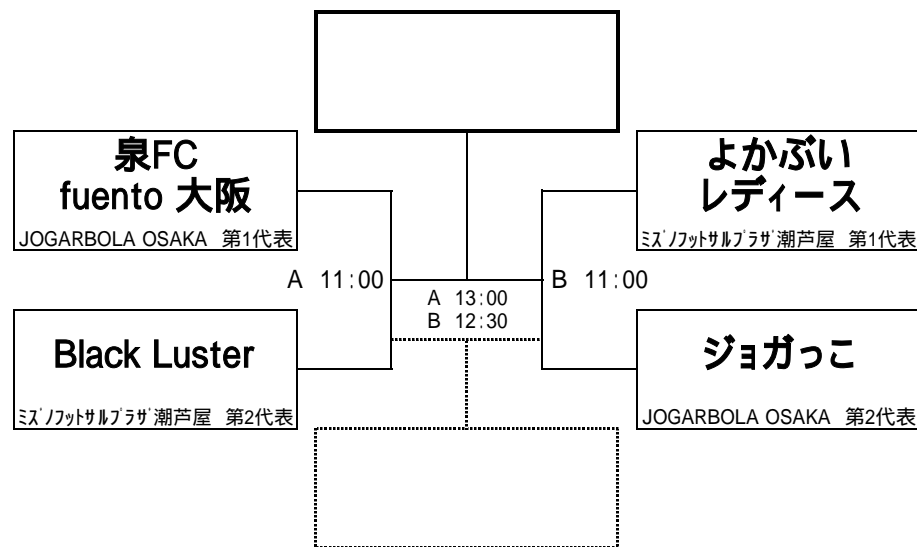 泉FC
fuento 大阪
JOGARBOLA OSAKA 第1代表
よかぶい
レディース
ミズノフットサルプラザ潮芦屋 第1代表
A 11:00
A 13:00
B 12:30
B 11:00
Black Luster
ミズノフットサルプラザ潮芦屋 第2代表
ジョガっこ
JOGARBOLA OSAKA 第2代表